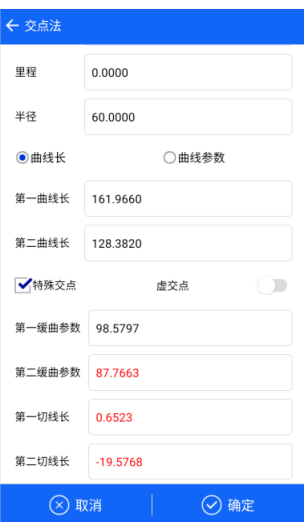 交点法
里程 0.0000
半径 60.0000
曲线长 曲线参数
第一曲线长 161.9660
第二曲线长 128.3820
特殊交点 虚交点
第一缓曲参数 98.5797
第二缓曲参数 87.7663
第一切线长 0.6523
第二切线长 -19.5768
取消 确定